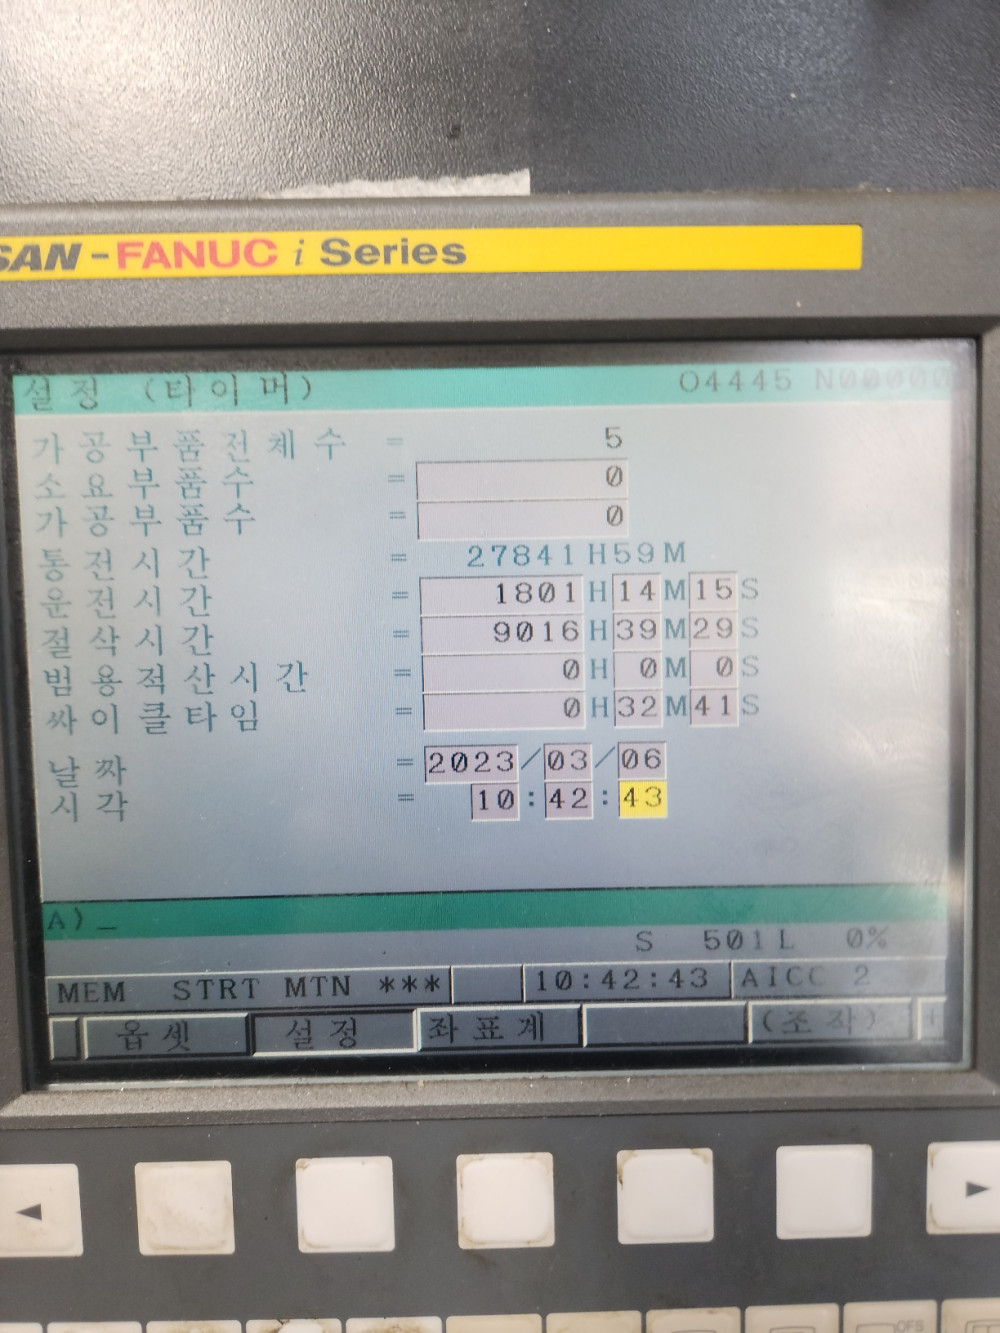 SAN-FANUC i Series
설정 (타이머) O4445 N00000
가공부품전체수 = 5
소요부품수 = 0
가공부품수 = 0
통전시간 = 27841H59M
운전시간 = 1801H14M15S
절삭시간 = 9016H39M29S
범용적산시간 = 0H 0M 0S
싸이클타임 = 0H32M41S
날짜 = 2023/03/06
시각 = 10:42:43
A)_
S 501L 0%
MEM STRT MTN *** 10:42:43 AICC 2
옵셋 설정 좌표계 (조작) +
OFS